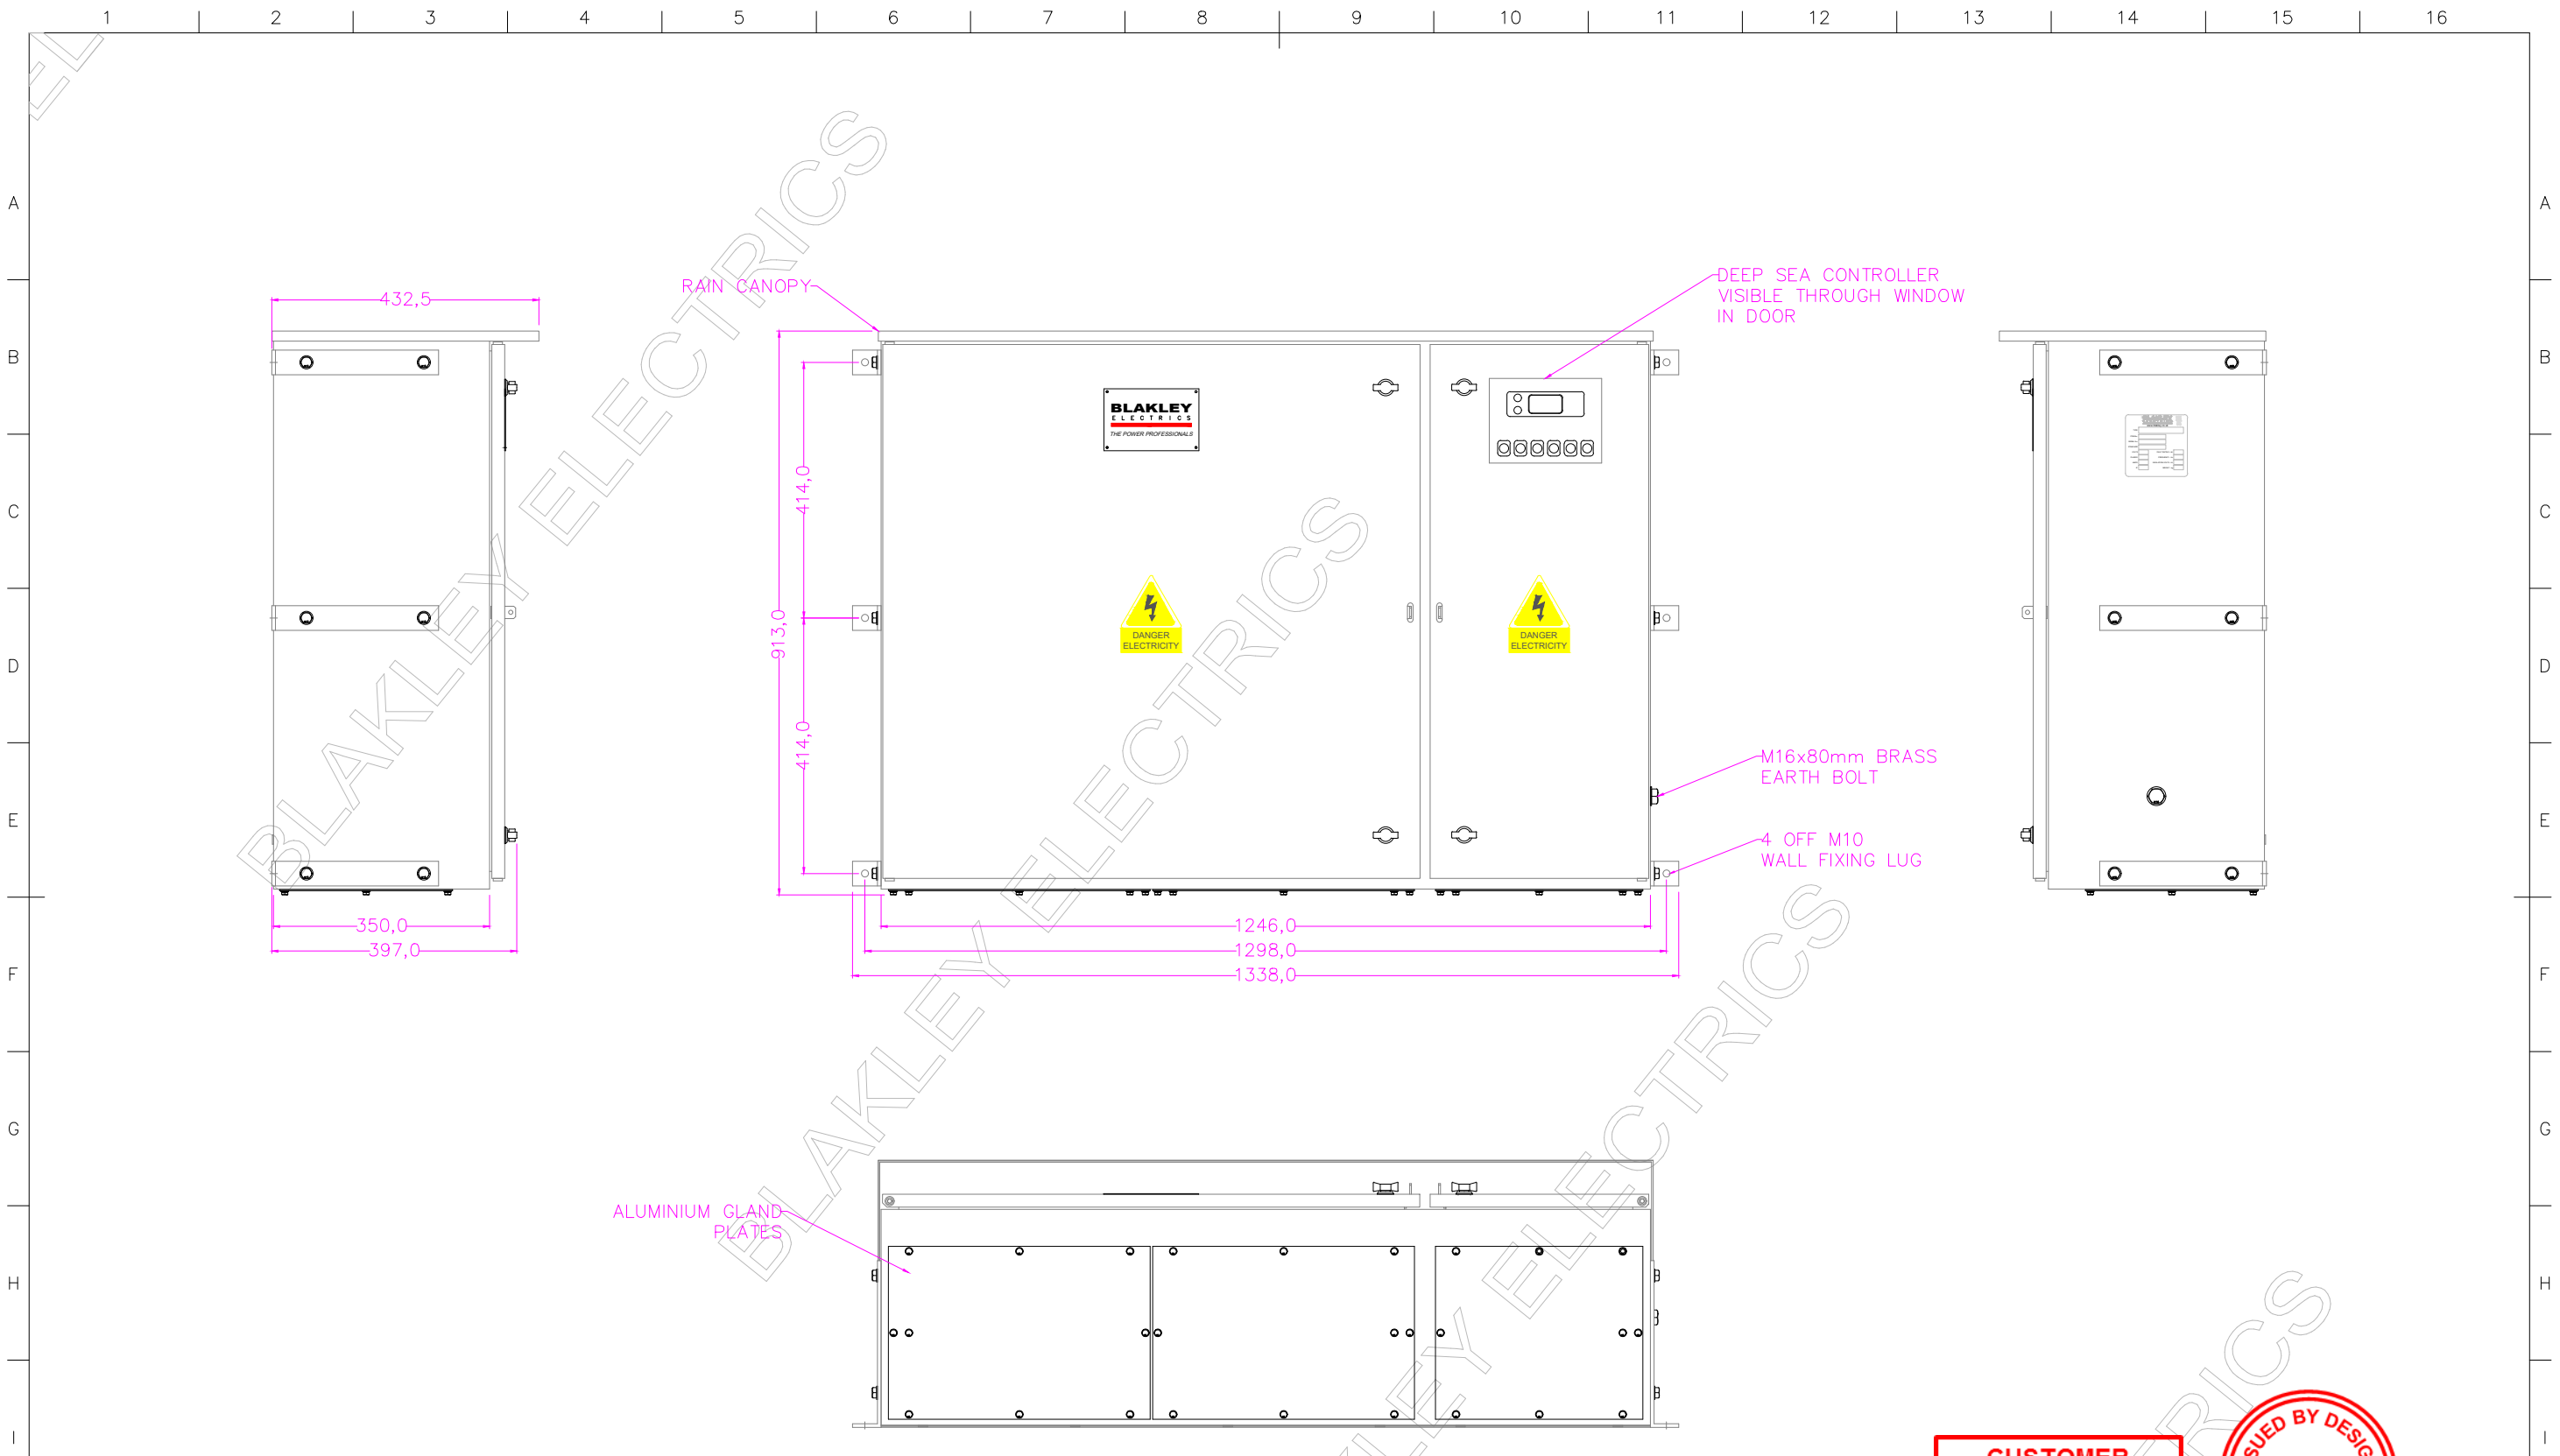 1 2 3 4 5 6 7 8 9 10 11 12 13 14 15 16
A A
B B
C C
D D
E E
F F
G G
H H
I I
BLAKLEY ELECTRICS
BLAKLEY ELECTRICS
BLAKLEY ELECTRICS
432,5
RAIN CANOPY
DEEP SEA CONTROLLER
VISIBLE THROUGH WINDOW
IN DOOR
BLAKLEY
ELECTRICS
THE POWER PROFESSIONALS
414,0
913,0
414,0
DANGER
ELECTRICITY
DANGER
ELECTRICITY
M16x80mm BRASS
EARTH BOLT
4 OFF M10
WALL FIXING LUG
350,0
397,0
1246,0
1298,0
1338,0
ALUMINIUM GLAND
PLATES
CUSTOMER